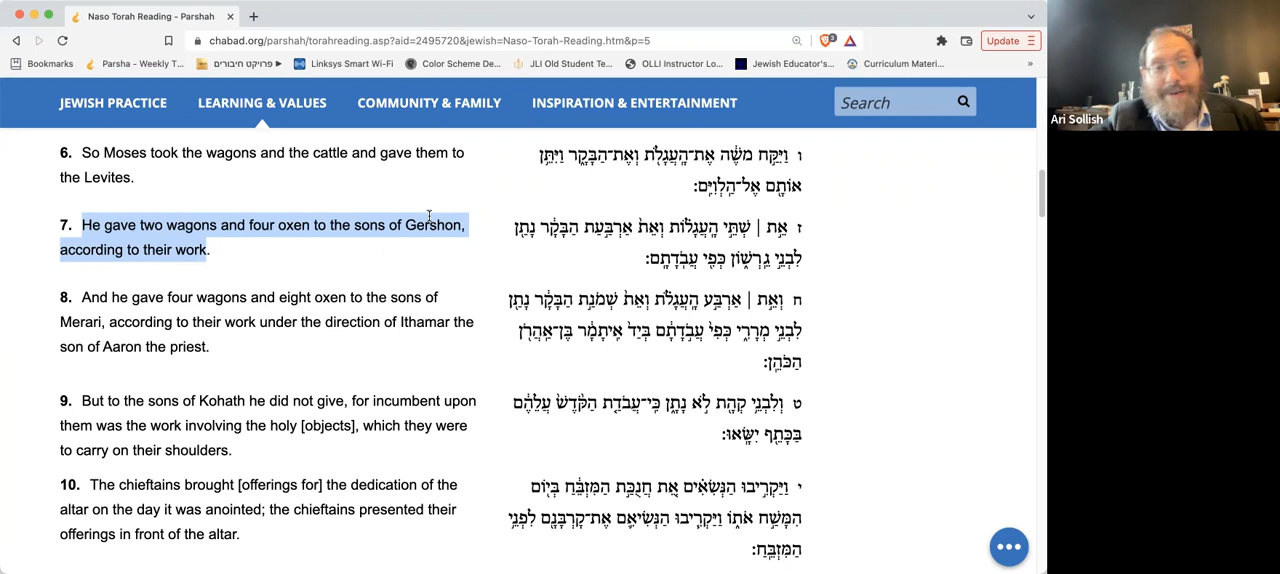 Naso Torah Reading - Parshah
chabad.org/parshah/torahreading.asp?aid=2495720&jewish=Naso-Torah-Reading.htm&p=5
3
Update
Bookmarks
Parsha - Weekly T...
פרויקט חיבורים
Linksys Smart Wi-Fi
Color Scheme De...
JLI Old Student Te...
OLLI Instructor Lo...
Jewish Educator's...
Curriculum Materi...
»
JEWISH PRACTICE
LEARNING & VALUES
COMMUNITY & FAMILY
INSPIRATION & ENTERTAINMENT
Search
Ari Sollish
6. So Moses took the wagons and the cattle and gave them to
the Levites.
ו וַיִּקַּ֣ח משֶׁ֔ה אֶת־הָֽעֲגָלֹ֖ת וְאֶת־הַבָּקָ֑ר וַיִּתֵּ֥ן
אוֹתָ֖ם אֶל־הַֽלְוִיִּֽם:
7. He gave two wagons and four oxen to the sons of Gershon,
according to their work.
ז אֵ֣ת | שְׁתֵּ֣י הָֽעֲגָל֗וֹת וְאֵת֙ אַרְבַּ֣עַת הַבָּקָ֔ר נָתַ֖ן
לִבְנֵ֣י גֵֽרְשׁ֑וֹן כְּפִ֖י עֲבֹֽדָתָֽם:
8. And he gave four wagons and eight oxen to the sons of
Merari, according to their work under the direction of Ithamar the
son of Aaron the priest.
ח וְאֵ֣ת | אַרְבַּ֣ע הָֽעֲגָלֹ֗ת וְאֵת֙ שְׁמֹנַ֣ת הַבָּקָ֔ר נָתַ֖ן
לִבְנֵ֣י מְרָרִ֑י כְּפִי֙ עֲבֹ֣דָתָ֔ם בְּיַד֙ אִֽיתָמָ֔ר בֶּן־אַֽהֲרֹ֖ן
הַכֹּהֵֽן:
9. But to the sons of Kohath he did not give, for incumbent upon
them was the work involving the holy [objects], which they were
to carry on their shoulders.
ט וְלִבְנֵ֥י קְהָ֖ת לֹ֣א נָתָ֑ן כִּֽי־עֲבֹדַ֤ת הַקֹּ֨דֶשׁ֙ עֲלֵהֶ֔ם
בַּכָּתֵ֖ף יִשָּֽׂאוּ:
10. The chieftains brought [offerings for] the dedication of the
altar on the day it was anointed; the chieftains presented their
offerings in front of the altar.
י וַיַּקְרִ֣יבוּ הַנְּשִׂאִ֗ים אֵ֚ת חֲנֻכַּ֣ת הַמִּזְבֵּ֔חַ בְּי֖וֹם
הִמָּשַׁ֣ח אֹת֑וֹ וַיַּקְרִ֧יבוּ הַנְּשִׂיאִ֛ם אֶת־קָרְבָּנָ֖ם לִפְנֵ֥י
הַמִּזְבֵּֽחַ: